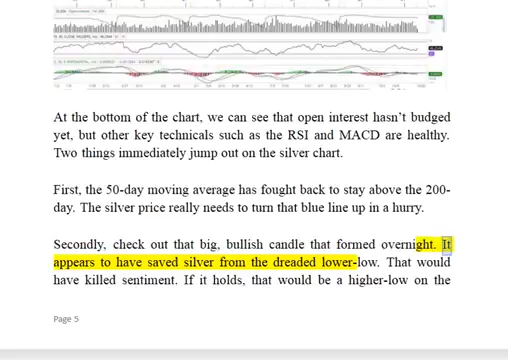 At the bottom of the chart, we can see that open interest hasn't budged
yet, but other key technicals such as the RSI and MACD are healthy.
Two things immediately jump out on the silver chart.
First, the 50-day moving average has fought back to stay above the 200-
day. The silver price really needs to turn that blue line up in a hurry.
Secondly, check out that big, bullish candle that formed overnight. It
appears to have saved silver from the dreaded lower-low. That would
have killed sentiment. If it holds, that would be a higher-low on the
Page 5